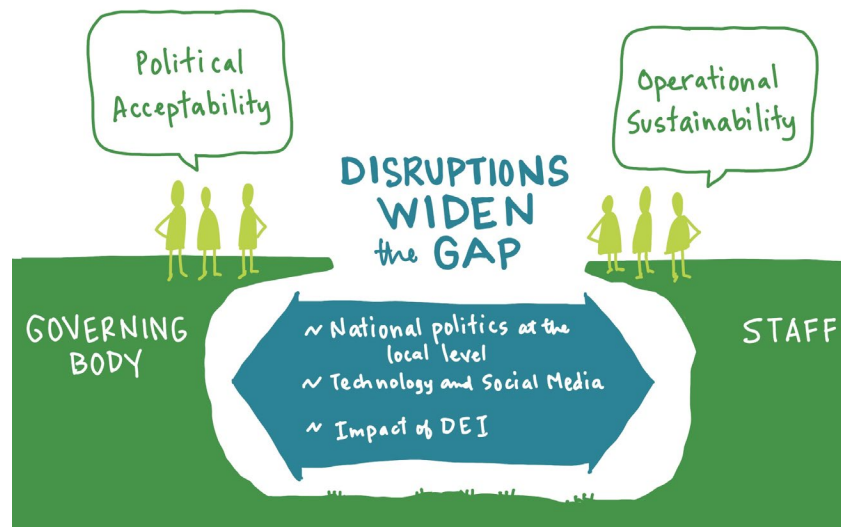 Political
Acceptability
Operational
Sustainability
DISRUPTIONS
WIDEN
the GAP
GOVERNING
BODY
~ National politics at the
local level
~ Technology and Social Media
~ Impact of DEI
STAFF